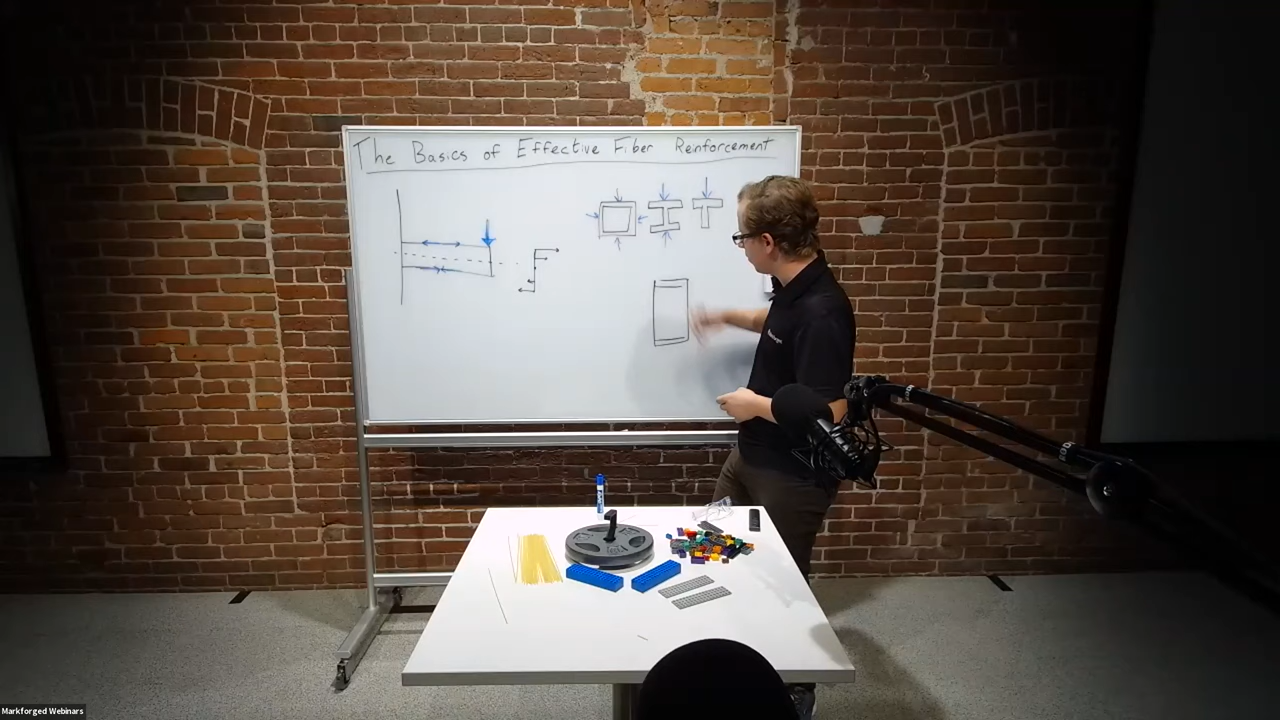 The Basics of Effective Fiber Reinforcement
Markforged Webinars